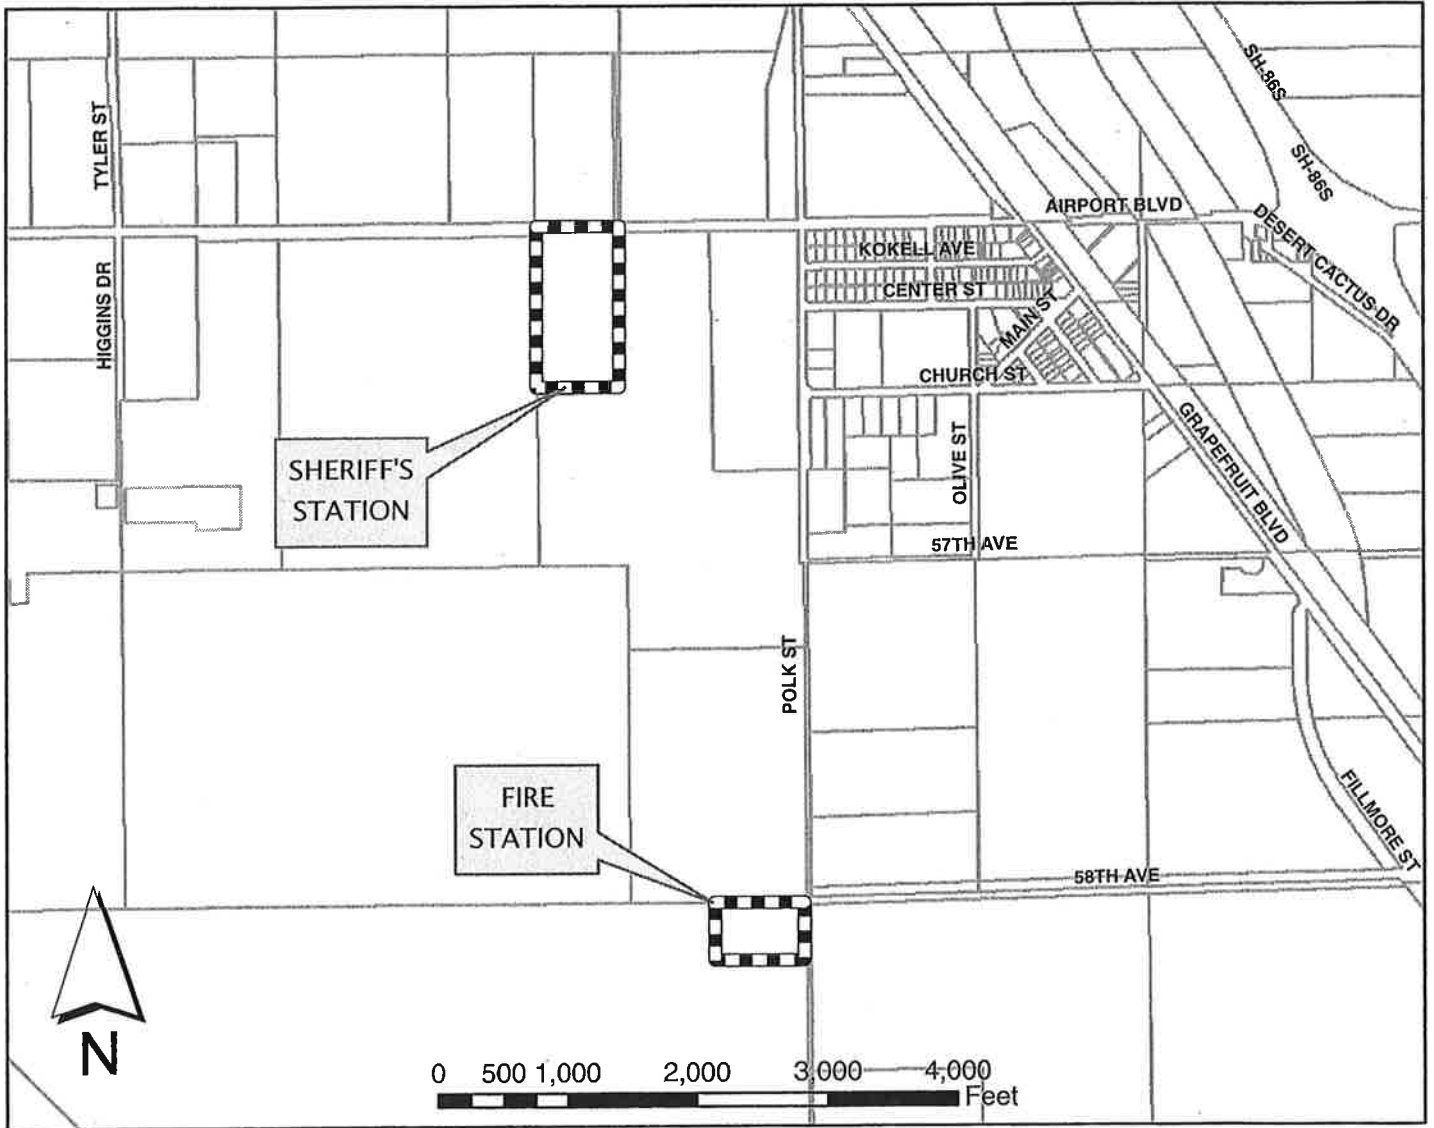 SH-86S
TYLER ST
SH-86S
AIRPORT BLVD
DESERT CACTUS DR
KOKELL AVE
CENTER ST
HIGGINS DR
MAIN ST
CHURCH ST
GRAPEFRUIT BLVD
OLIVE ST
SHERIFF'S
STATION
57TH AVE
POLK ST
FIRE
STATION
FILLMORE ST
58TH AVE
N
0 500 1,000 2,000 3,000 4,000
Feet